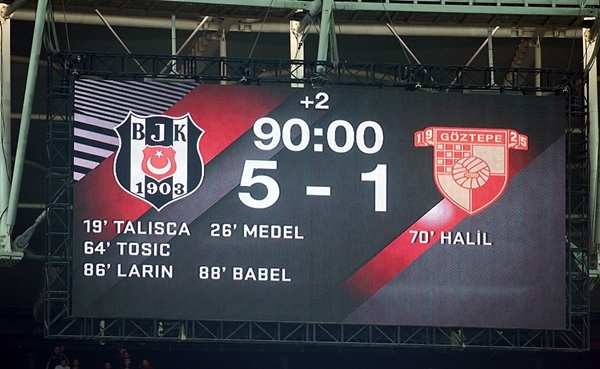 +2
90:00
5 - 1
BJK
1903
19 GÖZTEPE 25
19' TALISCA 26' MEDEL
64' TOSIC
86' LARIN 88' BABEL
70' HALİL